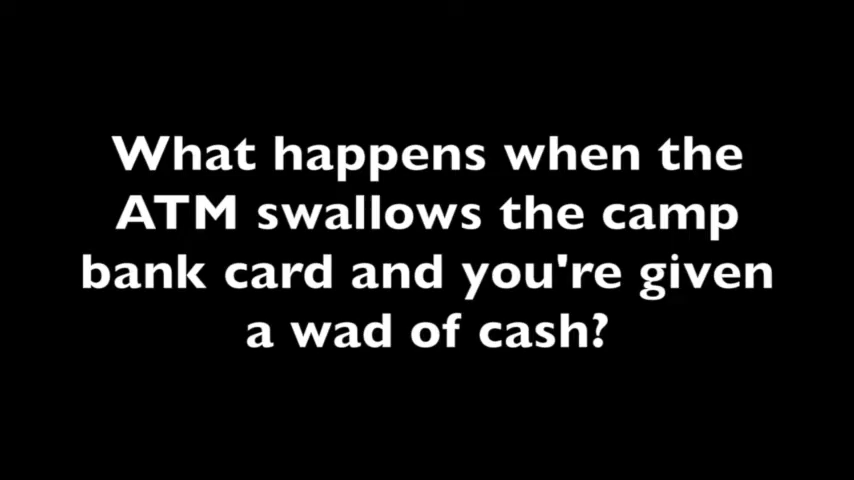 What happens when the
ATM swallows the camp
bank card and you're given
a wad of cash?